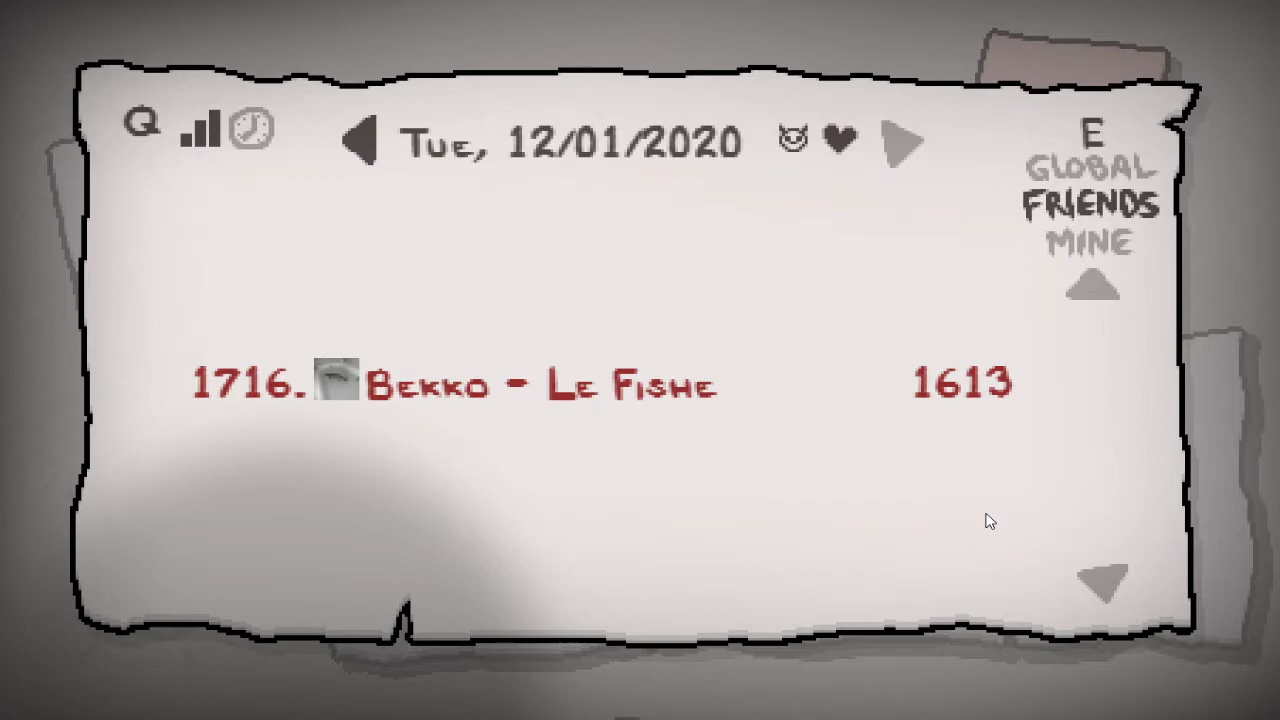 Q
Tue, 12/01/2020
E
GLOBAL
FRIENDS
MINE
1716. Bekko - Le Fishe 1613